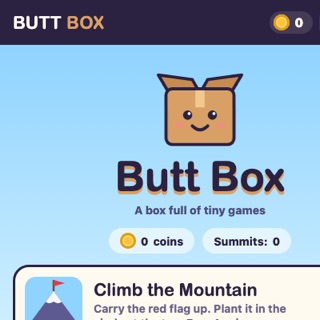 BUTT BOX
0
Butt Box
A box full of tiny games
0 coins
Summits: 0
Climb the Mountain
Carry the red flag up. Plant it in the